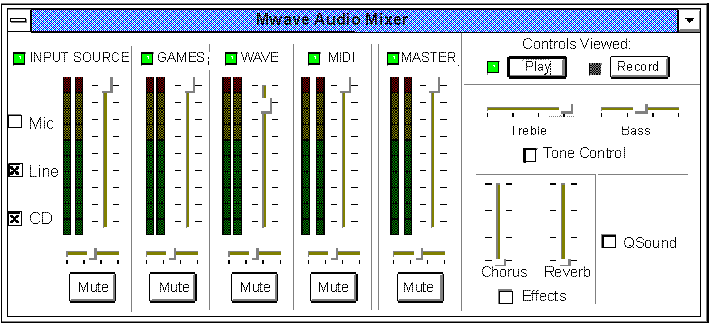 Mwave Audio Mixer
INPUT SOURCE GAMES WAVE MIDI MASTER
Controls Viewed:
Play Record
Mic
Line
CD
Treble Bass
Tone Control
QSound
Chorus Reverb
Effects
Mute Mute Mute Mute Mute